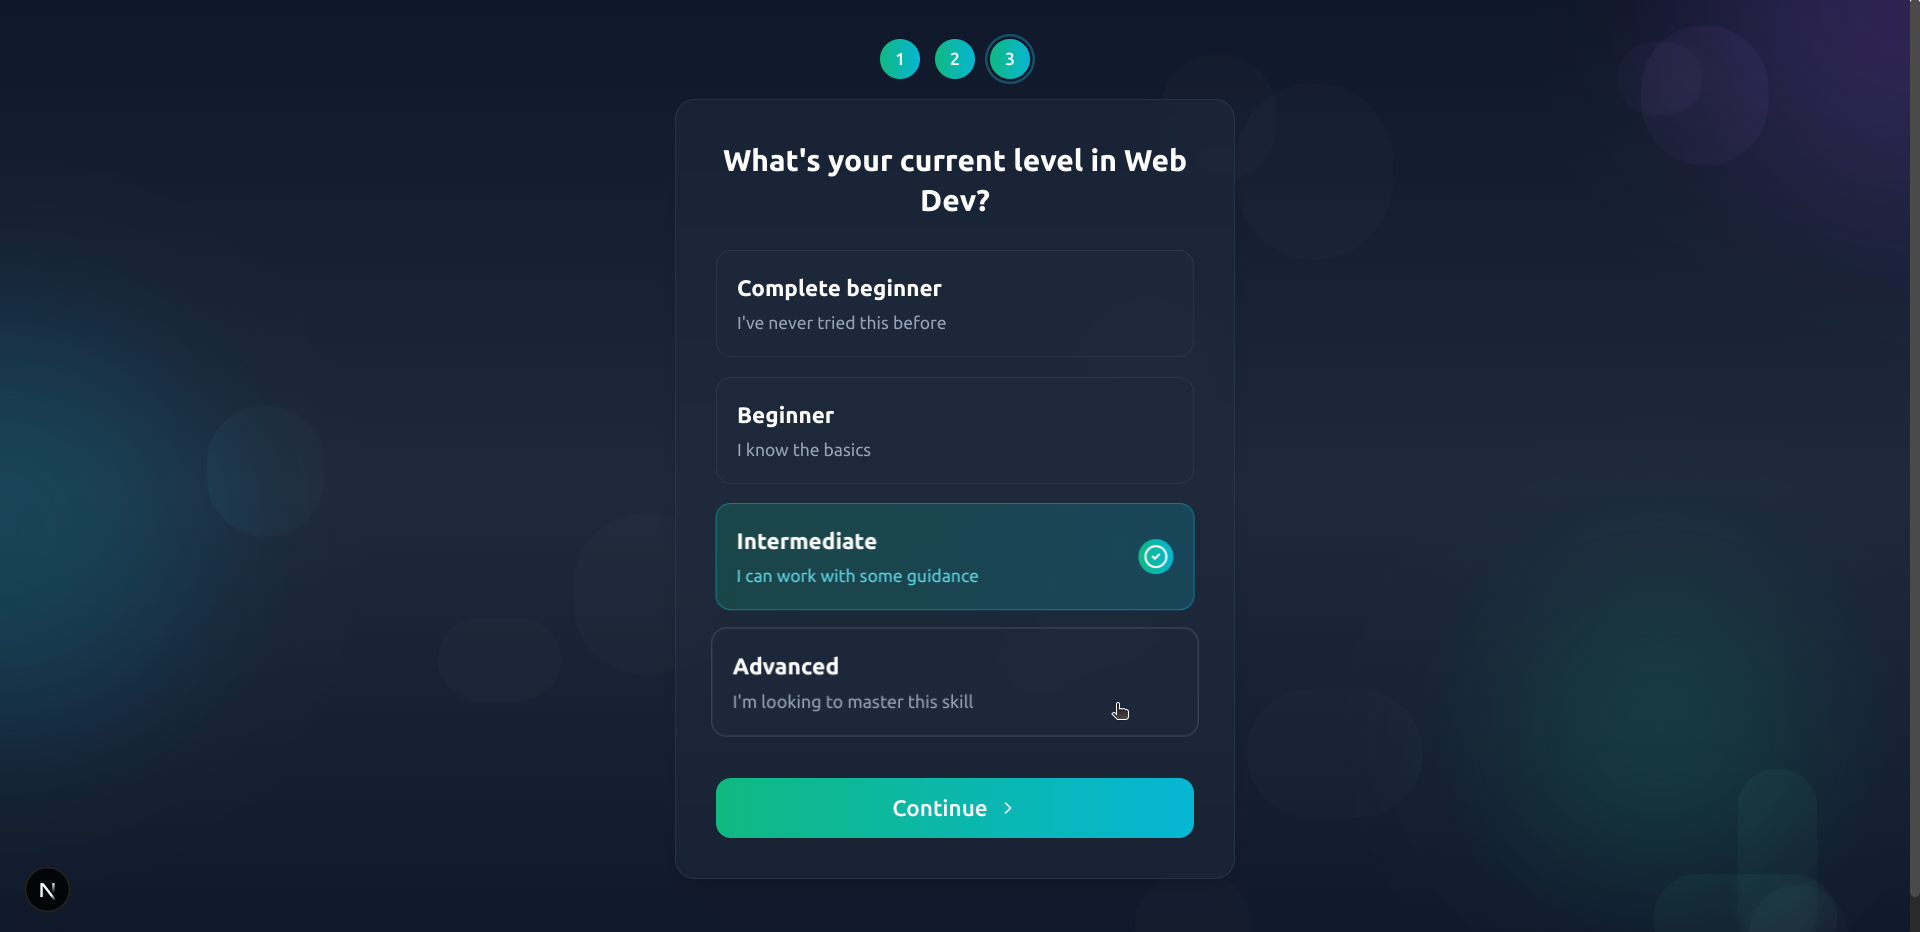 1 2 3
What's your current level in Web
Dev?
Complete beginner
I've never tried this before
Beginner
I know the basics
Intermediate
I can work with some guidance
Advanced
I'm looking to master this skill
Continue
N